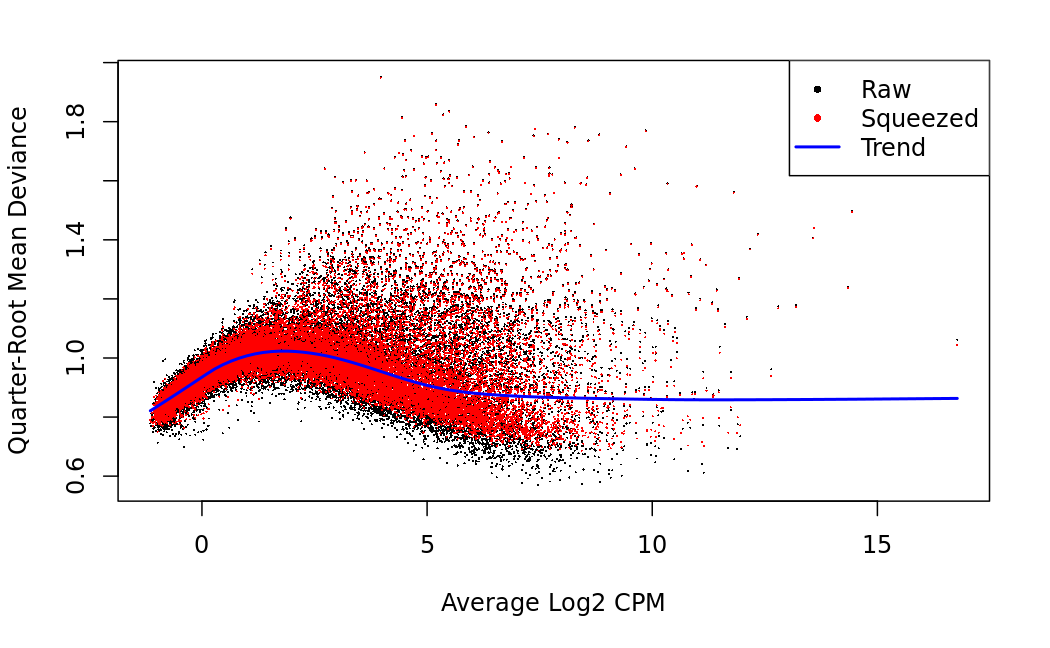 Raw
Squeezed
Trend
Quarter-Root Mean Deviance
1.8
1.4
1.0
0.6
0 5 10 15
Average Log2 CPM